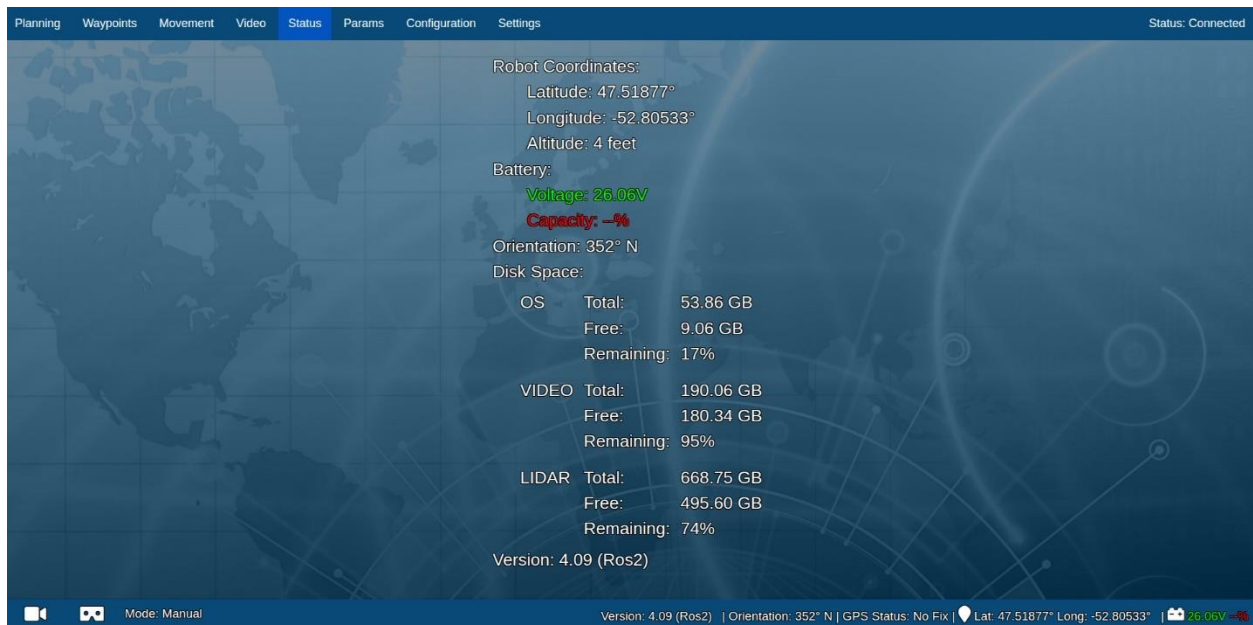 Planning Waypoints Movement Video Status Params Configuration Settings Status: Connected
Robot Coordinates:
Latitude: 47.51877°
Longitude: -52.80533°
Altitude: 4 feet
Battery:
Voltage: 26.06V
Capacity: --%
Orientation: 352° N
Disk Space:
OS Total: 53.86 GB
Free: 9.06 GB
Remaining: 17%
VIDEO Total: 190.06 GB
Free: 180.34 GB
Remaining: 95%
LIDAR Total: 668.75 GB
Free: 495.60 GB
Remaining: 74%
Version: 4.09 (Ros2)
Mode: Manual Version: 4.09 (Ros2) | Orientation: 352° N | GPS Status: No Fix | Lat: 47.51877° Long: -52.80533° | 26.06V --%